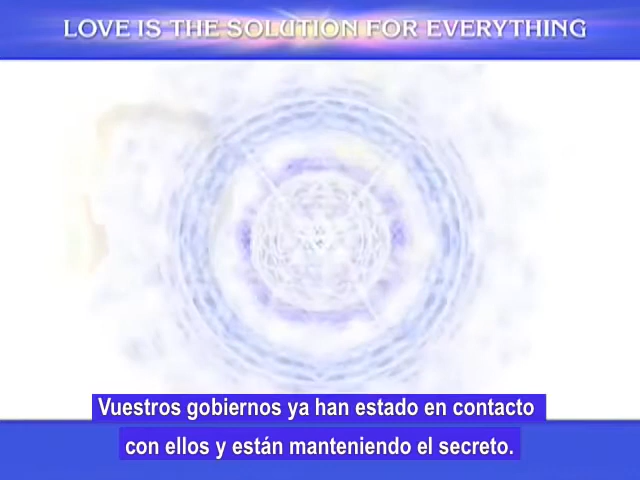 LOVE IS THE SOLUTION FOR EVERYTHING
Vuestros gobiernos ya han estado en contacto
con ellos y están manteniendo el secreto.